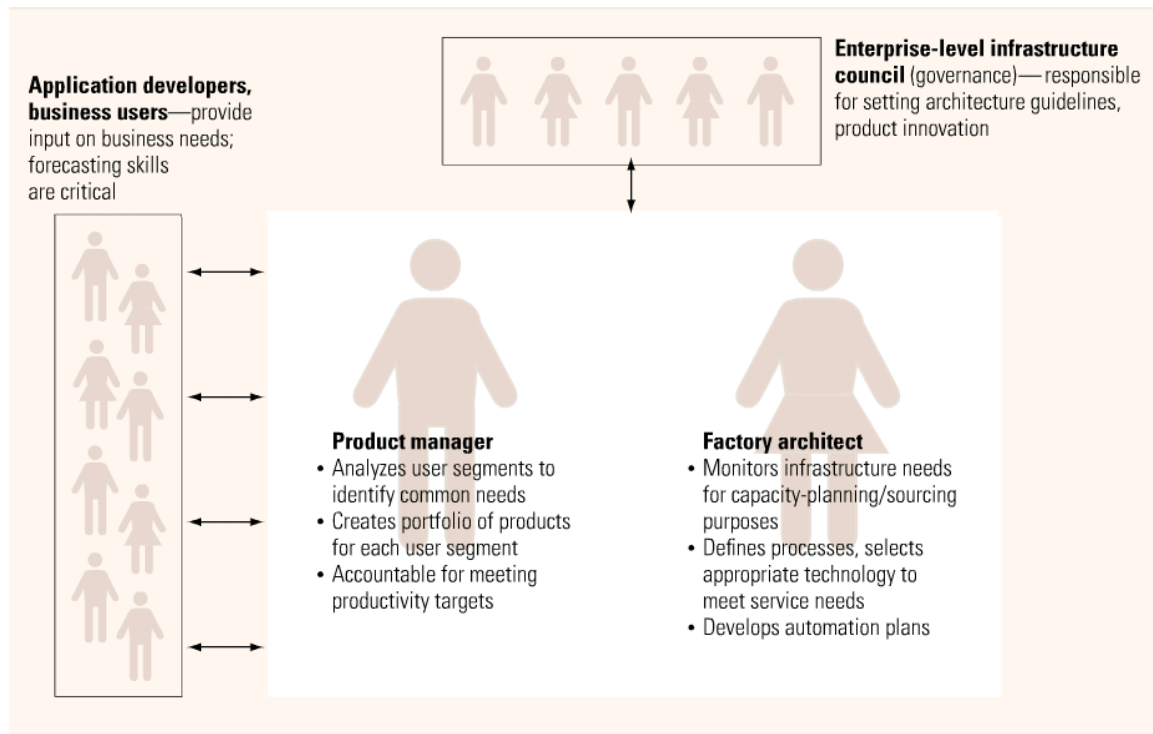 Application developers,
business users—provide
input on business needs;
forecasting skills
are critical
Enterprise-level infrastructure
council (governance)—responsible
for setting architecture guidelines,
product innovation
Product manager
• Analyzes user segments to
identify common needs
• Creates portfolio of products
for each user segment
• Accountable for meeting
productivity targets
Factory architect
• Monitors infrastructure needs
for capacity-planning/sourcing
purposes
• Defines processes, selects
appropriate technology to
meet service needs
• Develops automation plans